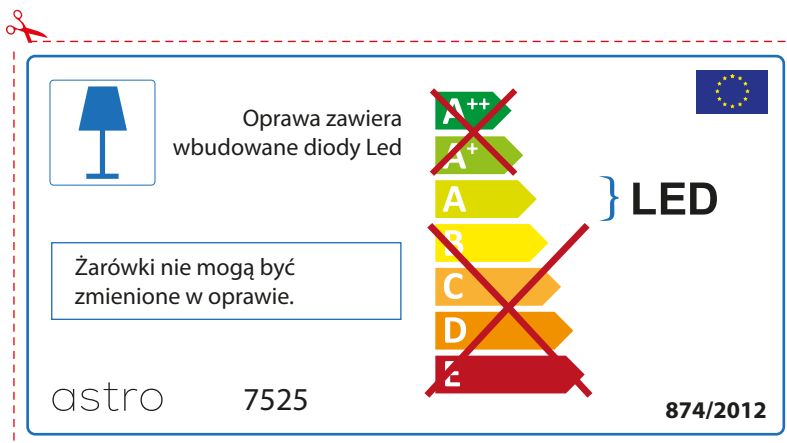 Oprawa zawiera
wbudowane diody Led
A++
A+
A
B
C
D
E
LED
Żarówki nie mogą być
zmienione w oprawie.
astro
7525
874/2012